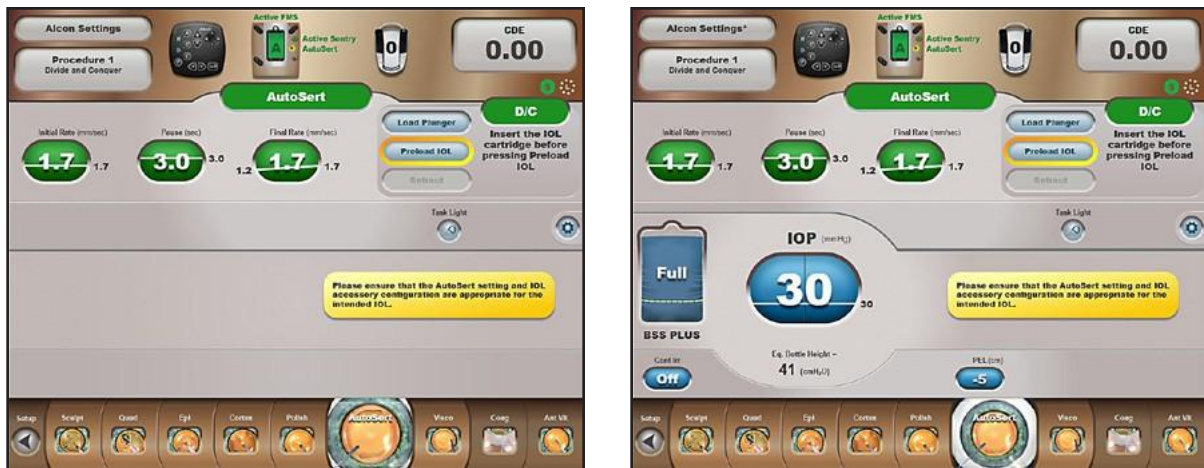 Alcon Settings
Procedure 1
Divide and Conquer
Active FMS
A
Active Sentry
AutoSert
0
CDE
0.00
AutoSert
Initial Rate (mm/sec)
1.7
1.7
Pause (sec)
3.0
3.0
Final Rate (mm/sec)
1.2
1.7
1.7
Load Plunger
Preload IOL
Retract
D/C
Insert the IOL
cartridge before
pressing Preload
IOL
Task Light
Please ensure that the AutoSert setting and IOL
accessory configuration are appropriate for the
intended IOL.
Setup
Sculpt
Quad
Epi
Cortex
Polish
AutoSert
Visco
Coag
Ant Vit
Alcon Settings*
Procedure 1
Divide and Conquer
Active FMS
A
Active Sentry
AutoSert
0
CDE
0.00
AutoSert
Initial Rate (mm/sec)
1.7
1.7
Pause (sec)
3.0
3.0
Final Rate (mm/sec)
1.2
1.7
1.7
Load Plunger
Preload IOL
Retract
D/C
Insert the IOL
cartridge before
pressing Preload
IOL
Task Light
Full
BSS PLUS
IOP (mmHg)
30
30
Please ensure that the AutoSert setting and IOL
accessory configuration are appropriate for the
intended IOL.
Cont Irr
Off
Eq. Bottle Height ~
41 (cmH₂O)
PEL (cm)
-5
Setup
Sculpt
Quad
Epi
Cortex
Polish
AutoSert
Visco
Coag
Ant Vit